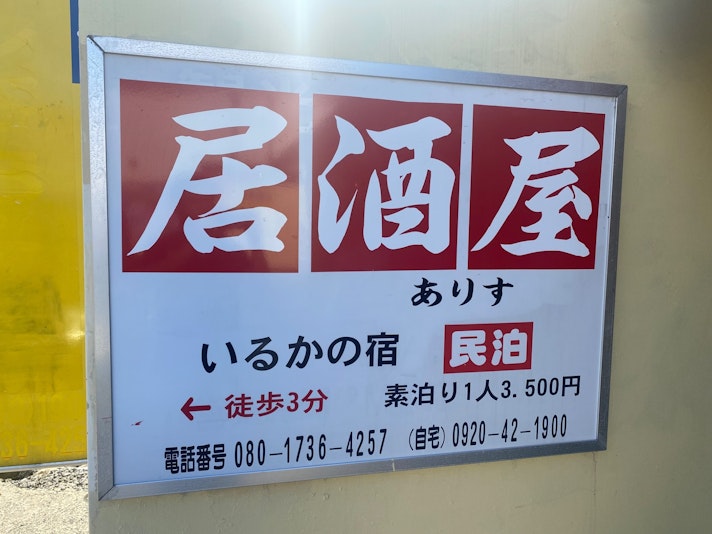 居酒屋
ありす
いるかの宿 民泊
← 徒歩3分 素泊り1人3.500円
電話番号 080-1736-4257 (自宅) 0920-42-1900